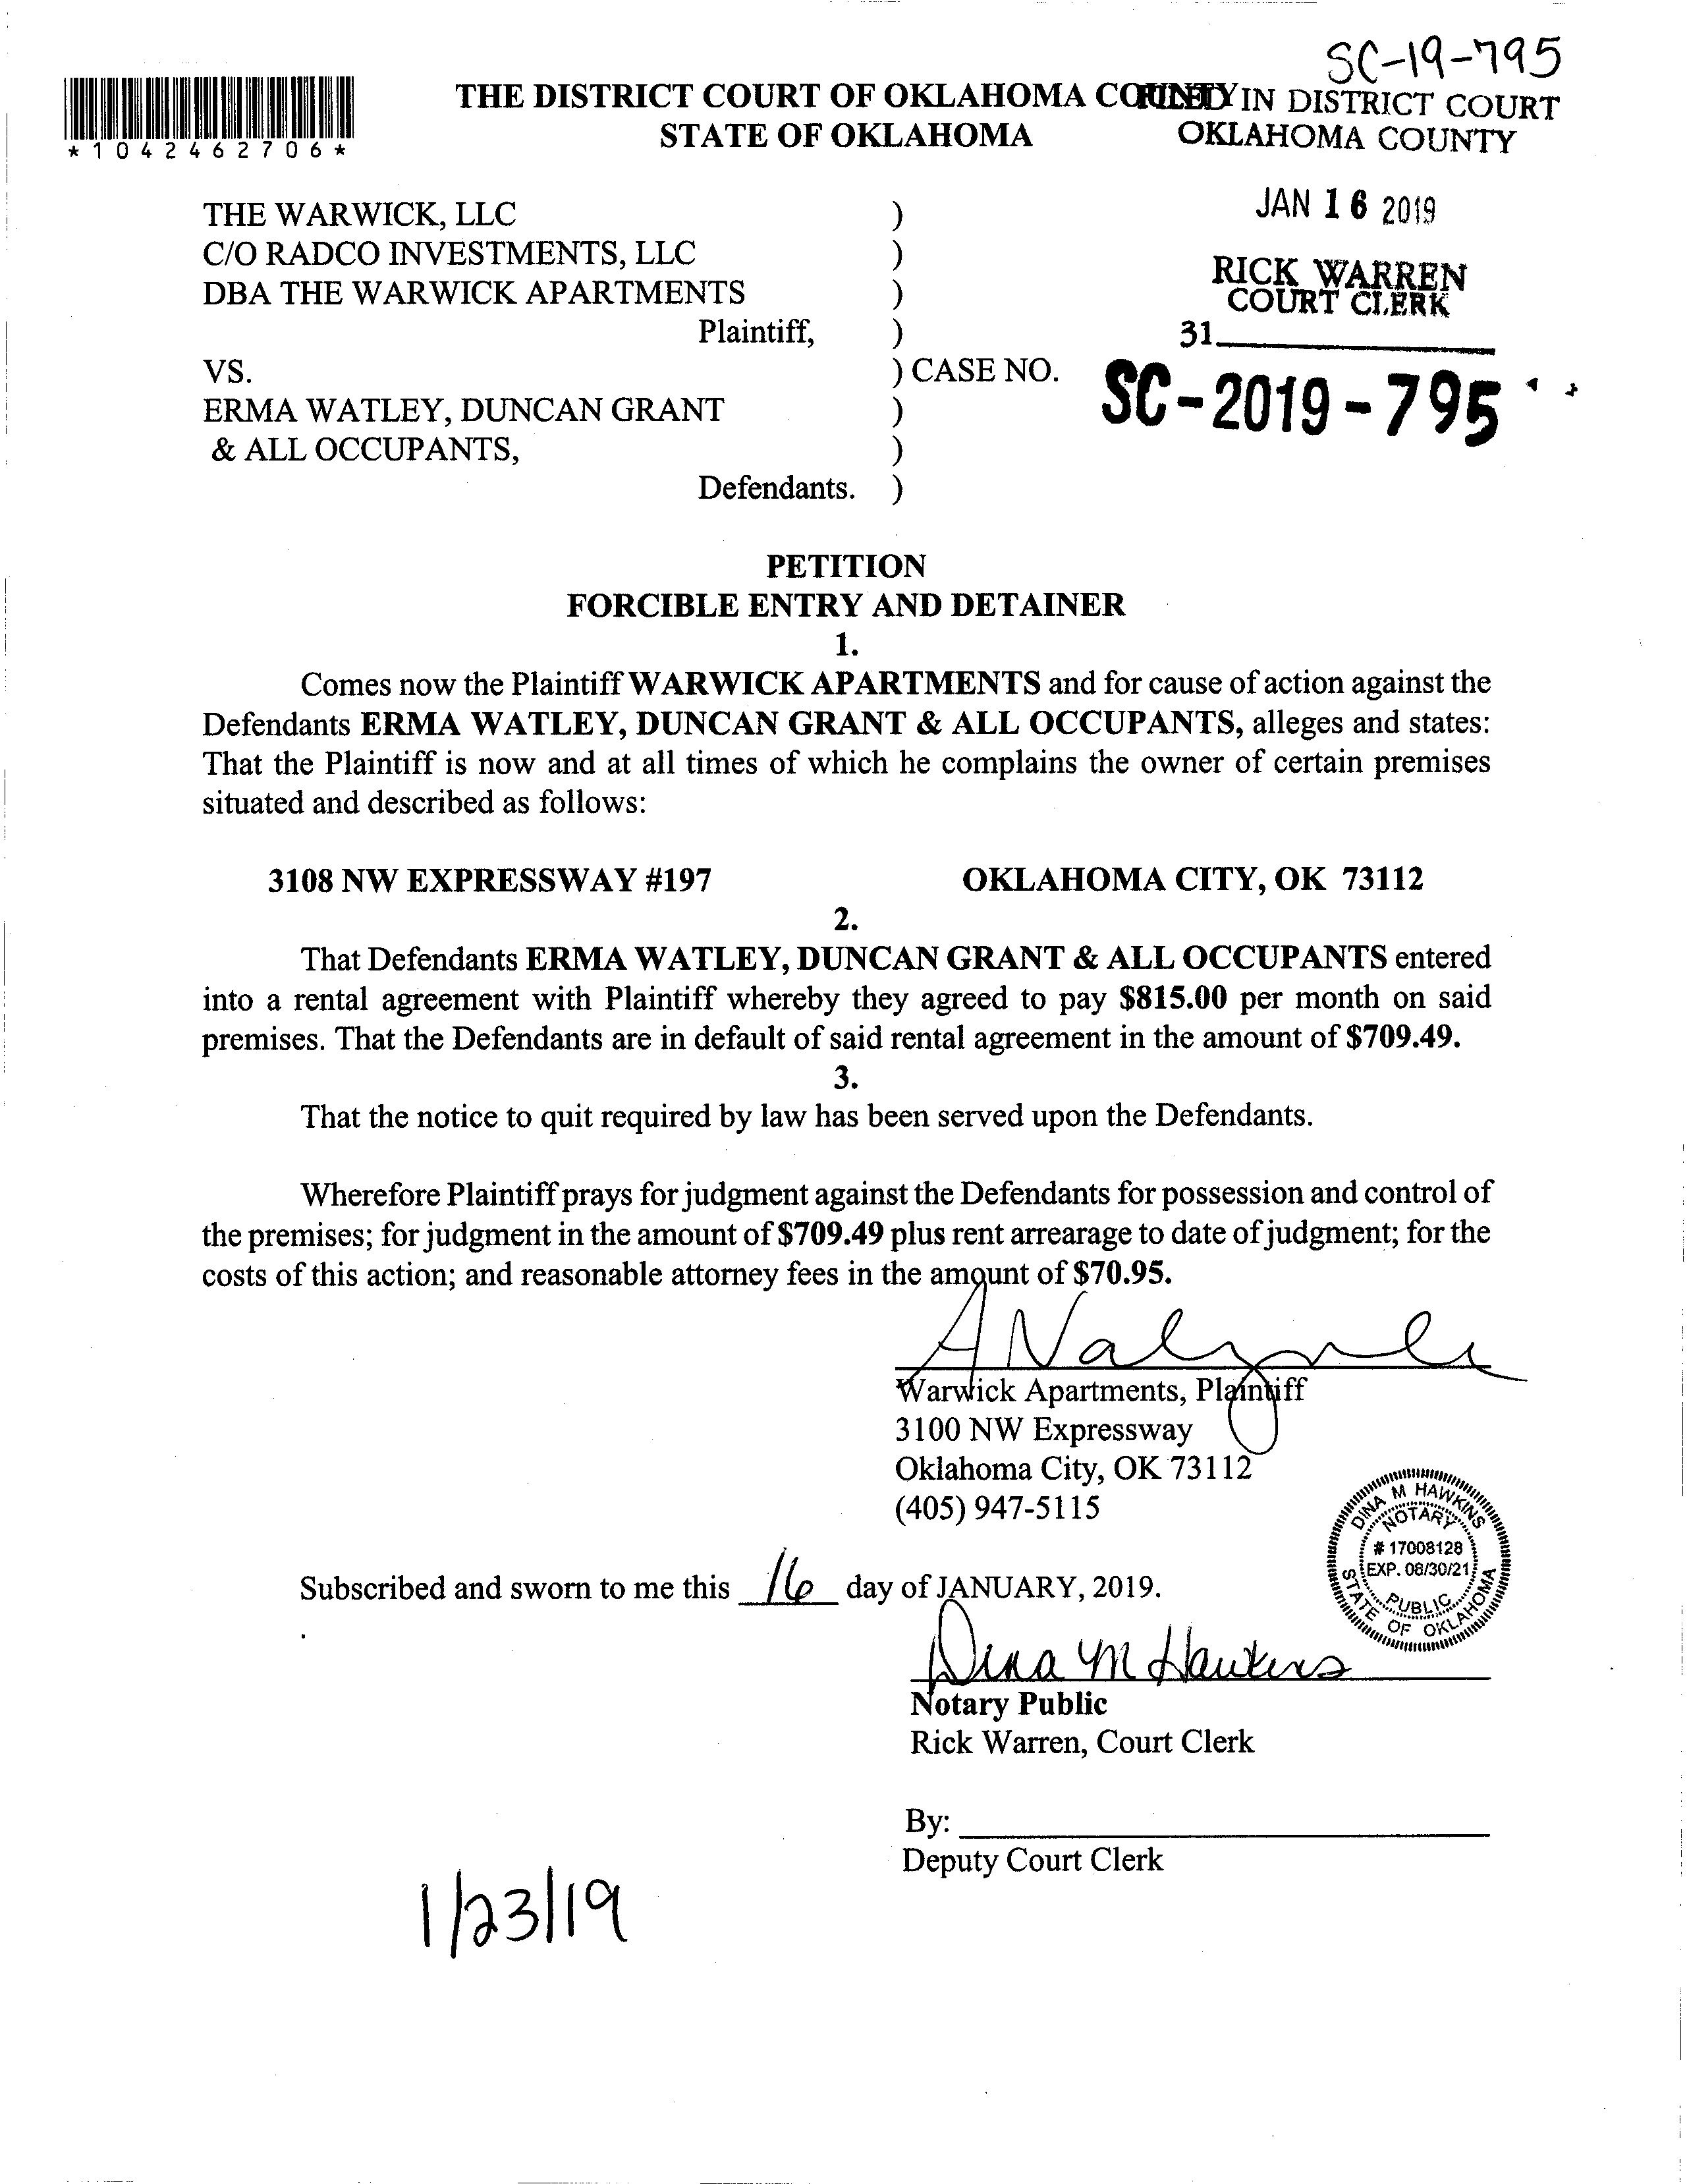 SC-19-795
THE DISTRICT COURT OF OKLAHOMA COUNTY
FILED IN DISTRICT COURT
STATE OF OKLAHOMA
OKLAHOMA COUNTY
*1042462706*
JAN 16 2019
RICK WARREN
COURT CLERK
31
THE WARWICK, LLC )
C/O RADCO INVESTMENTS, LLC )
DBA THE WARWICK APARTMENTS )
Plaintiff, )
VS. ) CASE NO. SC-2019-795
ERMA WATLEY, DUNCAN GRANT )
& ALL OCCUPANTS, )
Defendants. )
PETITION
FORCIBLE ENTRY AND DETAINER
1.
Comes now the Plaintiff WARWICK APARTMENTS and for cause of action against the
Defendants ERMA WATLEY, DUNCAN GRANT & ALL OCCUPANTS, alleges and states:
That the Plaintiff is now and at all times of which he complains the owner of certain premises
situated and described as follows:
3108 NW EXPRESSWAY #197 OKLAHOMA CITY, OK 73112
2.
That Defendants ERMA WATLEY, DUNCAN GRANT & ALL OCCUPANTS entered
into a rental agreement with Plaintiff whereby they agreed to pay $815.00 per month on said
premises. That the Defendants are in default of said rental agreement in the amount of $709.49.
3.
That the notice to quit required by law has been served upon the Defendants.
Wherefore Plaintiff prays for judgment against the Defendants for possession and control of
the premises; for judgment in the amount of $709.49 plus rent arrearage to date of judgment; for the
costs of this action; and reasonable attorney fees in the amount of $70.95.
Warwick Apartments, Plaintiff
3100 NW Expressway
Oklahoma City, OK 73112
(405) 947-5115
DINA M HAWKINS
NOTARY
# 17008128
EXP. 08/30/21
PUBLIC
STATE OF OKLAHOMA
Subscribed and sworn to me this 16 day of JANUARY, 2019.
Dina M Hawkins
Notary Public
Rick Warren, Court Clerk
By:
Deputy Court Clerk
1/23/19